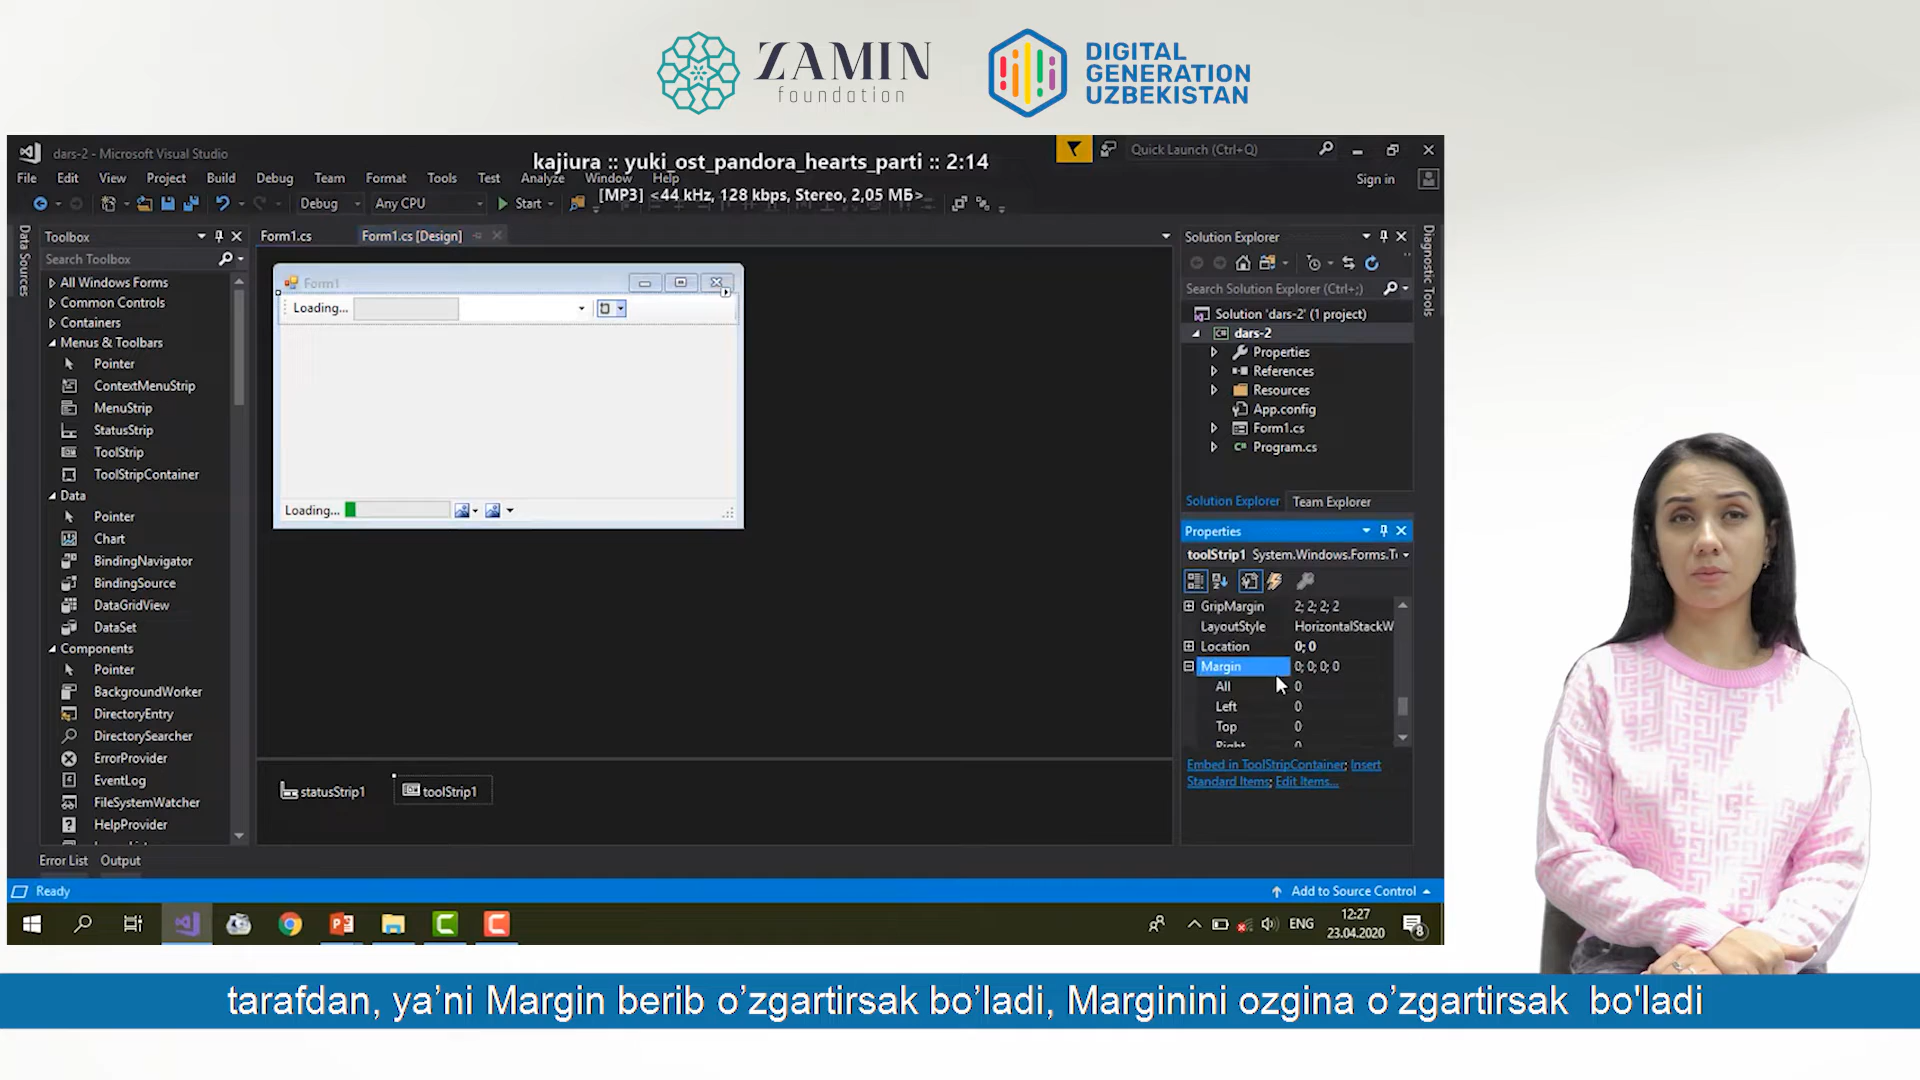 ZAMIN
foundation
DIGITAL
GENERATION
UZBEKISTAN
dars-2 - Microsoft Visual Studio
kajiura :: yuki_ost_pandora_hearts_parti :: 2:14
Quick Launch (Ctrl+Q)
File Edit View Project Build Debug Team Format Tools Test Analyze Window Help
Sign in
[MP3] <44 kHz, 128 kbps, Stereo, 2,05 МБ>
Debug Any CPU Start
Data Sources
Toolbox
Search Toolbox
All Windows Forms
Common Controls
Containers
Menus & Toolbars
Pointer
ContextMenuStrip
MenuStrip
StatusStrip
ToolStrip
ToolStripContainer
Data
Pointer
Chart
BindingNavigator
BindingSource
DataGridView
DataSet
Components
Pointer
BackgroundWorker
DirectoryEntry
DirectorySearcher
ErrorProvider
EventLog
FileSystemWatcher
HelpProvider
Form1.cs Form1.cs [Design]
Form1
Loading...
Loading...
statusStrip1 toolStrip1
Solution Explorer
Search Solution Explorer (Ctrl+;)
Solution 'dars-2' (1 project)
dars-2
Properties
References
Resources
App.config
Form1.cs
Program.cs
Solution Explorer Team Explorer
Diagnostic Tools
Properties
toolStrip1 System.Windows.Forms.T
GripMargin 2; 2; 2; 2
LayoutStyle HorizontalStackW
Location 0; 0
Margin 0; 0; 0; 0
All 0
Left 0
Top 0
Right 0
Embed in ToolStripContainer; Insert
Standard Items; Edit Items...
Error List Output
Ready
Add to Source Control
ENG
12:27
23.04.2020
8
tarafdan, ya’ni Margin berib o’zgartirsak bo’ladi, Marginini ozgina o’zgartirsak bo'ladi